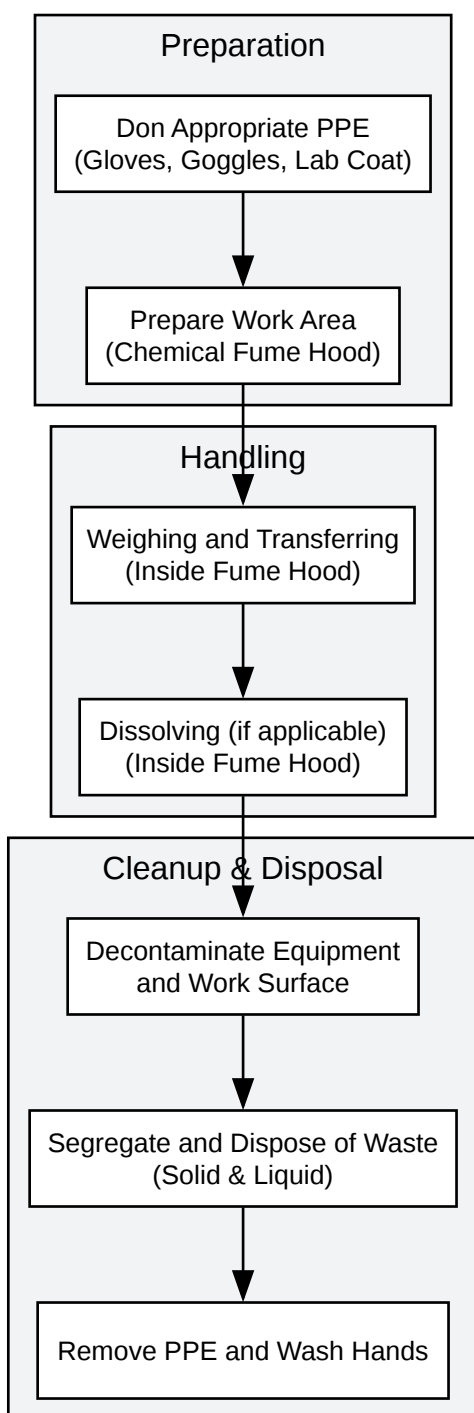 Preparation
Don Appropriate PPE
(Gloves, Goggles, Lab Coat)
Prepare Work Area
(Chemical Fume Hood)
Handling
Weighing and Transferring
(Inside Fume Hood)
Dissolving (if applicable)
(Inside Fume Hood)
Cleanup & Disposal
Decontaminate Equipment
and Work Surface
Segregate and Dispose of Waste
(Solid & Liquid)
Remove PPE and Wash Hands